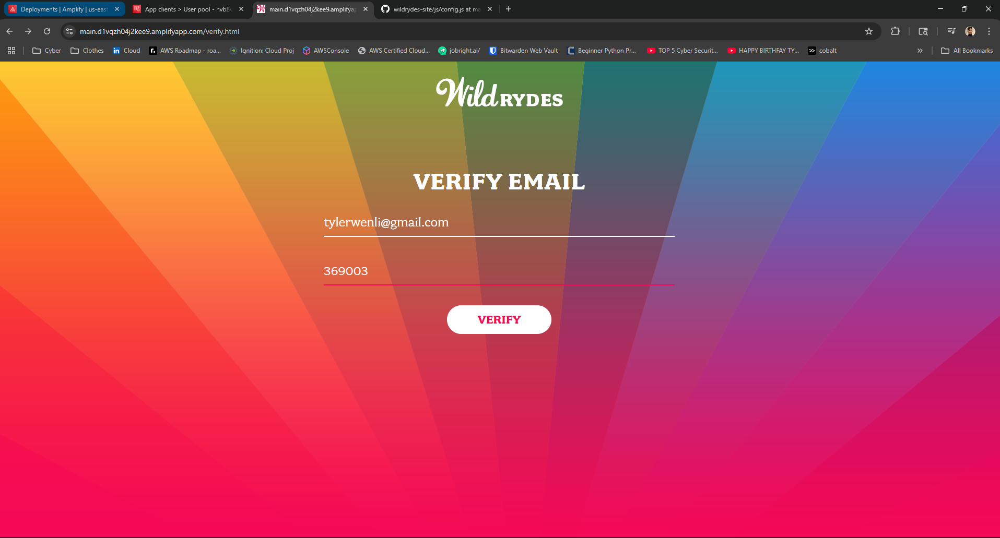 Deployments | Amplify | us-east
App clients > User pool - hvb8v
main.d1vqzh04j2kee9.amplifyap
wildrydes-site/js/config.js at ma
main.d1vqzh04j2kee9.amplifyapp.com/verify.html
Cyber
Clothes
Cloud
AWS Roadmap - roa...
Ignition: Cloud Proj
AWSConsole
AWS Certified Cloud...
jobright.ai/
Bitwarden Web Vault
Beginner Python Pr...
TOP 5 Cyber Securit...
HAPPY BIRTHFAY TY...
cobalt
All Bookmarks
Wild RYDES
VERIFY EMAIL
tylerwenli@gmail.com
369003
VERIFY